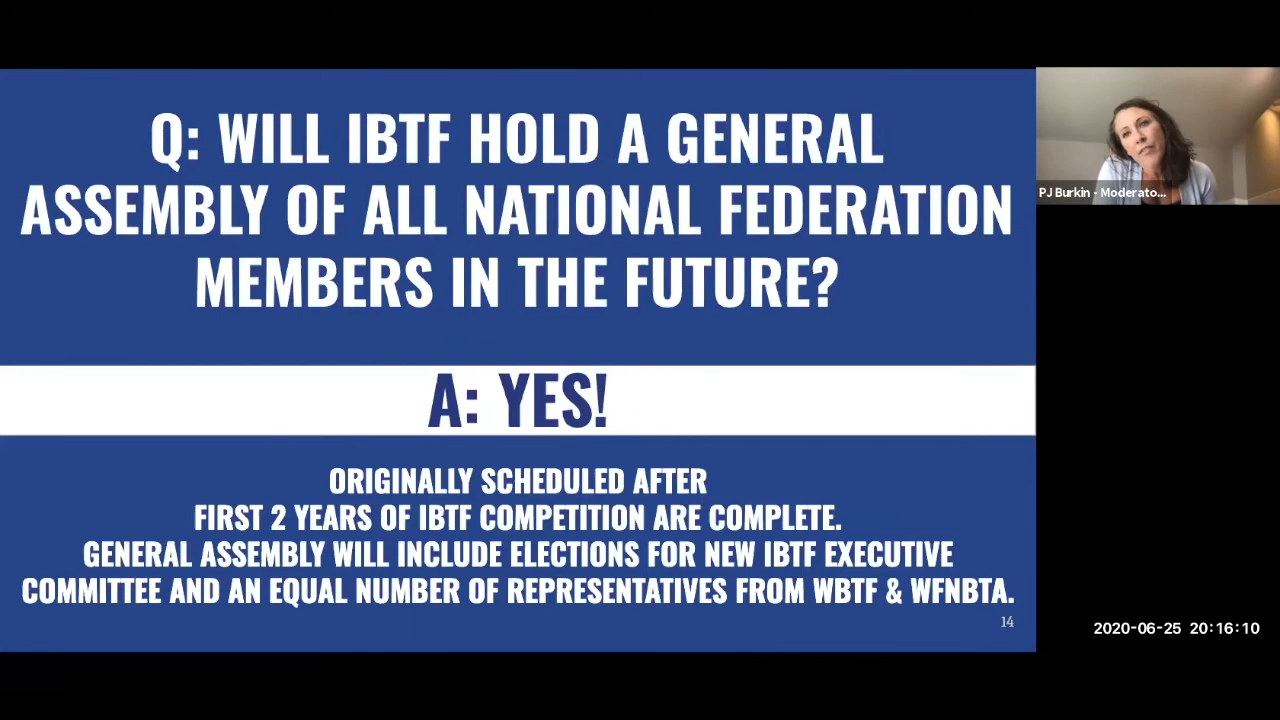 Q: WILL IBTF HOLD A GENERAL
ASSEMBLY OF ALL NATIONAL FEDERATION
MEMBERS IN THE FUTURE?
A: YES!
ORIGINALLY SCHEDULED AFTER
FIRST 2 YEARS OF IBTF COMPETITION ARE COMPLETE.
GENERAL ASSEMBLY WILL INCLUDE ELECTIONS FOR NEW IBTF EXECUTIVE
COMMITTEE AND AN EQUAL NUMBER OF REPRESENTATIVES FROM WBTF & WFNBTA.
14
PJ Burkin - Moderato...
2020-06-25 20:16:10